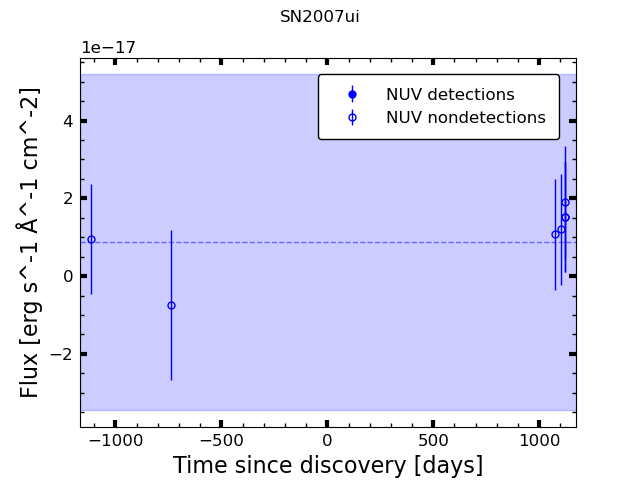 SN2007ui
1e−17
NUV detections
NUV nondetections
4
2
0
−2
Flux [erg s^-1 Å^-1 cm^-2]
−1000 −500 0 500 1000
Time since discovery [days]